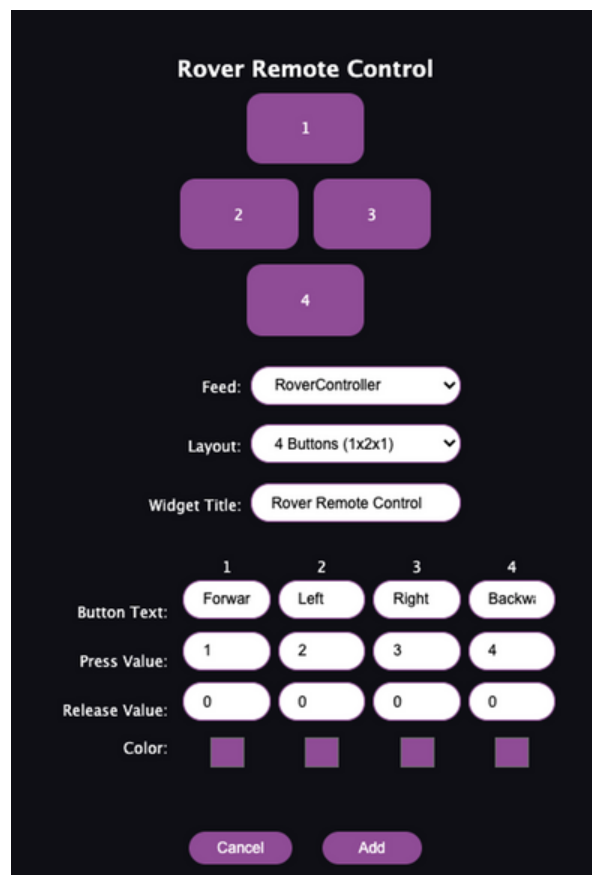 Rover Remote Control
1
2 3
4
Feed: RoverController
Layout: 4 Buttons (1x2x1)
Widget Title: Rover Remote Control
1 2 3 4
Button Text: Forwar Left Right Backwa
Press Value: 1 2 3 4
Release Value: 0 0 0 0
Color:
Cancel Add